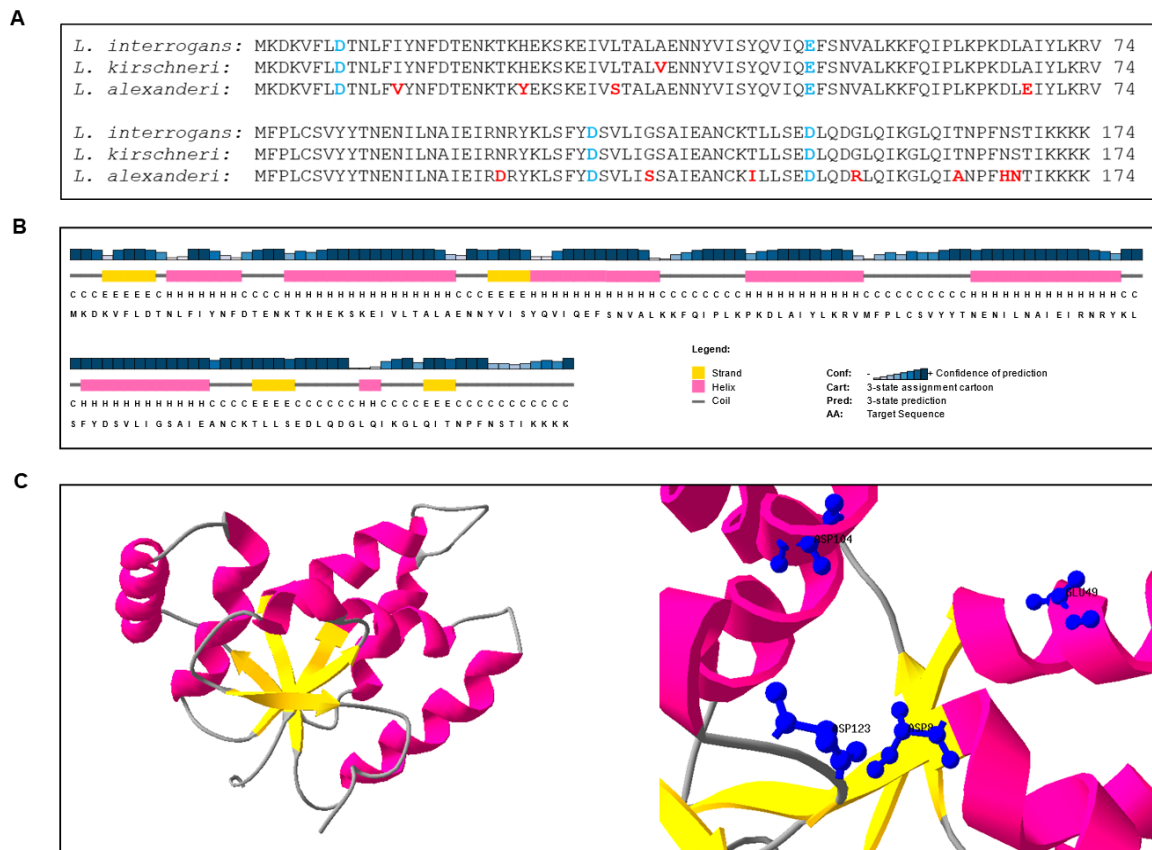 A
L. interrogans: MKDKVFLDTNLFIYNFDTENKTKHEKSKEIVLTALAENNYVISYQVIQEFSNVALKKFQIPLKPKDLAIYLKRV 74
L. kirschneri: MKDKVFLDTNLFIYNFDTENKTKHEKSKEIVLTALVENNYVISYQVIQEFSNVALKKFQIPLKPKDLAIYLKRV 74
L. alexanderi: MKDKVFLDTNLFVYNFDTENKTKYEKSKEIVSTALAENNYVISYQVIQEFSNVALKKFQIPLKPKDLEIYLKRV 74
L. interrogans: MFPLCSVYYTNENILNAIEIRNRYKLSFYDSVLIGSAIEANCKTLLSEDLQDGLQIKGLQITNPFNSTIKKKK 174
L. kirschneri: MFPLCSVYYTNENILNAIEIRNRYKLSFYDSVLIGSAIEANCKTLLSEDLQDGLQIKGLQITNPFNSTIKKKK 174
L. alexanderi: MFPLCSVYYTNENILNAIEIRDRYKLSFYDSVLISSAIEANCKILLSEDLQDRLQIKGLQIANPFHNTIKKKK 174
B
C C C E E E E E C H H H H H H H C C C C H H H H H H H H H H H H H H H H C C C E E E E H H H H H H H H H H H H C C C C C C C C H H H H H H H H H H H C C C C C C C C C C H H H H H H H H H H H H H H C C
M K D K V F L D T N L F I Y N F D T E N K T K H E K S K E I V L T A L A E N N Y V I S Y Q V I Q E F S N V A L K K F Q I P L K P K D L A I Y L K R V M F P L C S V Y Y T N E N I L N A I E I R N R Y K L
C H H H H H H H H H H H H C C C C E E E E C C C C C C H H C C C C E E E C C C C C C C C C C C
S F Y D S V L I G S A I E A N C K T L L S E D L Q D G L Q I K G L Q I T N P F N S T I K K K K
Legend:
Strand
Helix
Coil
Conf: - + Confidence of prediction
Cart: 3-state assignment cartoon
Pred: 3-state prediction
AA: Target Sequence
C
ASP104
GLU49
ASP123
ASP8